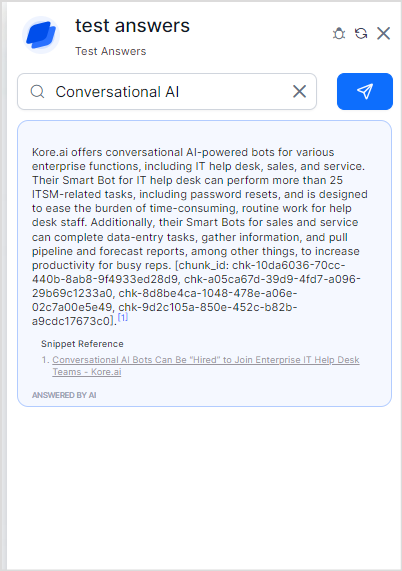 test answers
Test Answers
Conversational AI
Kore.ai offers conversational AI-powered bots for various
enterprise functions, including IT help desk, sales, and service.
Their Smart Bot for IT help desk can perform more than 25
ITSM-related tasks, including password resets, and is designed
to ease the burden of time-consuming, routine work for help
desk staff. Additionally, their Smart Bots for sales and service
can complete data-entry tasks, gather information, and pull
pipeline and forecast reports, among other things, to increase
productivity for busy reps. [chunk_id: chk-10da6036-70cc-
440b-8ab8-9f4933ed28d9, chk-a05ca67d-39d9-4fd7-a096-
29b69c1233a0, chk-8d8be4ca-1048-478e-a06e-
02c7a00e5e49, chk-9d2c105a-850e-452c-b82b-
a9cdc17673c0].[1]
Snippet Reference
1. Conversational AI Bots Can Be "Hired" to Join Enterprise IT Help Desk
Teams - Kore.ai
ANSWERED BY AI